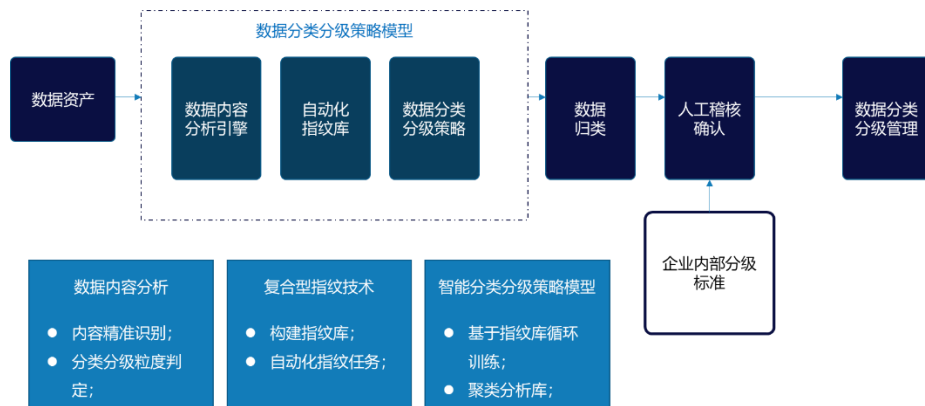 数据分类分级策略模型
数据资产
数据内容
分析引擎
自动化
指纹库
数据分类
分级策略
数据
归类
人工稽核
确认
数据分类
分级管理
企业内部分级
标准
数据内容分析
内容精准识别；
分类分级粒度判
定；
复合型指纹技术
构建指纹库；
自动化指纹任务；
智能分类分级策略模型
基于指纹库循环
训练；
聚类分析库；